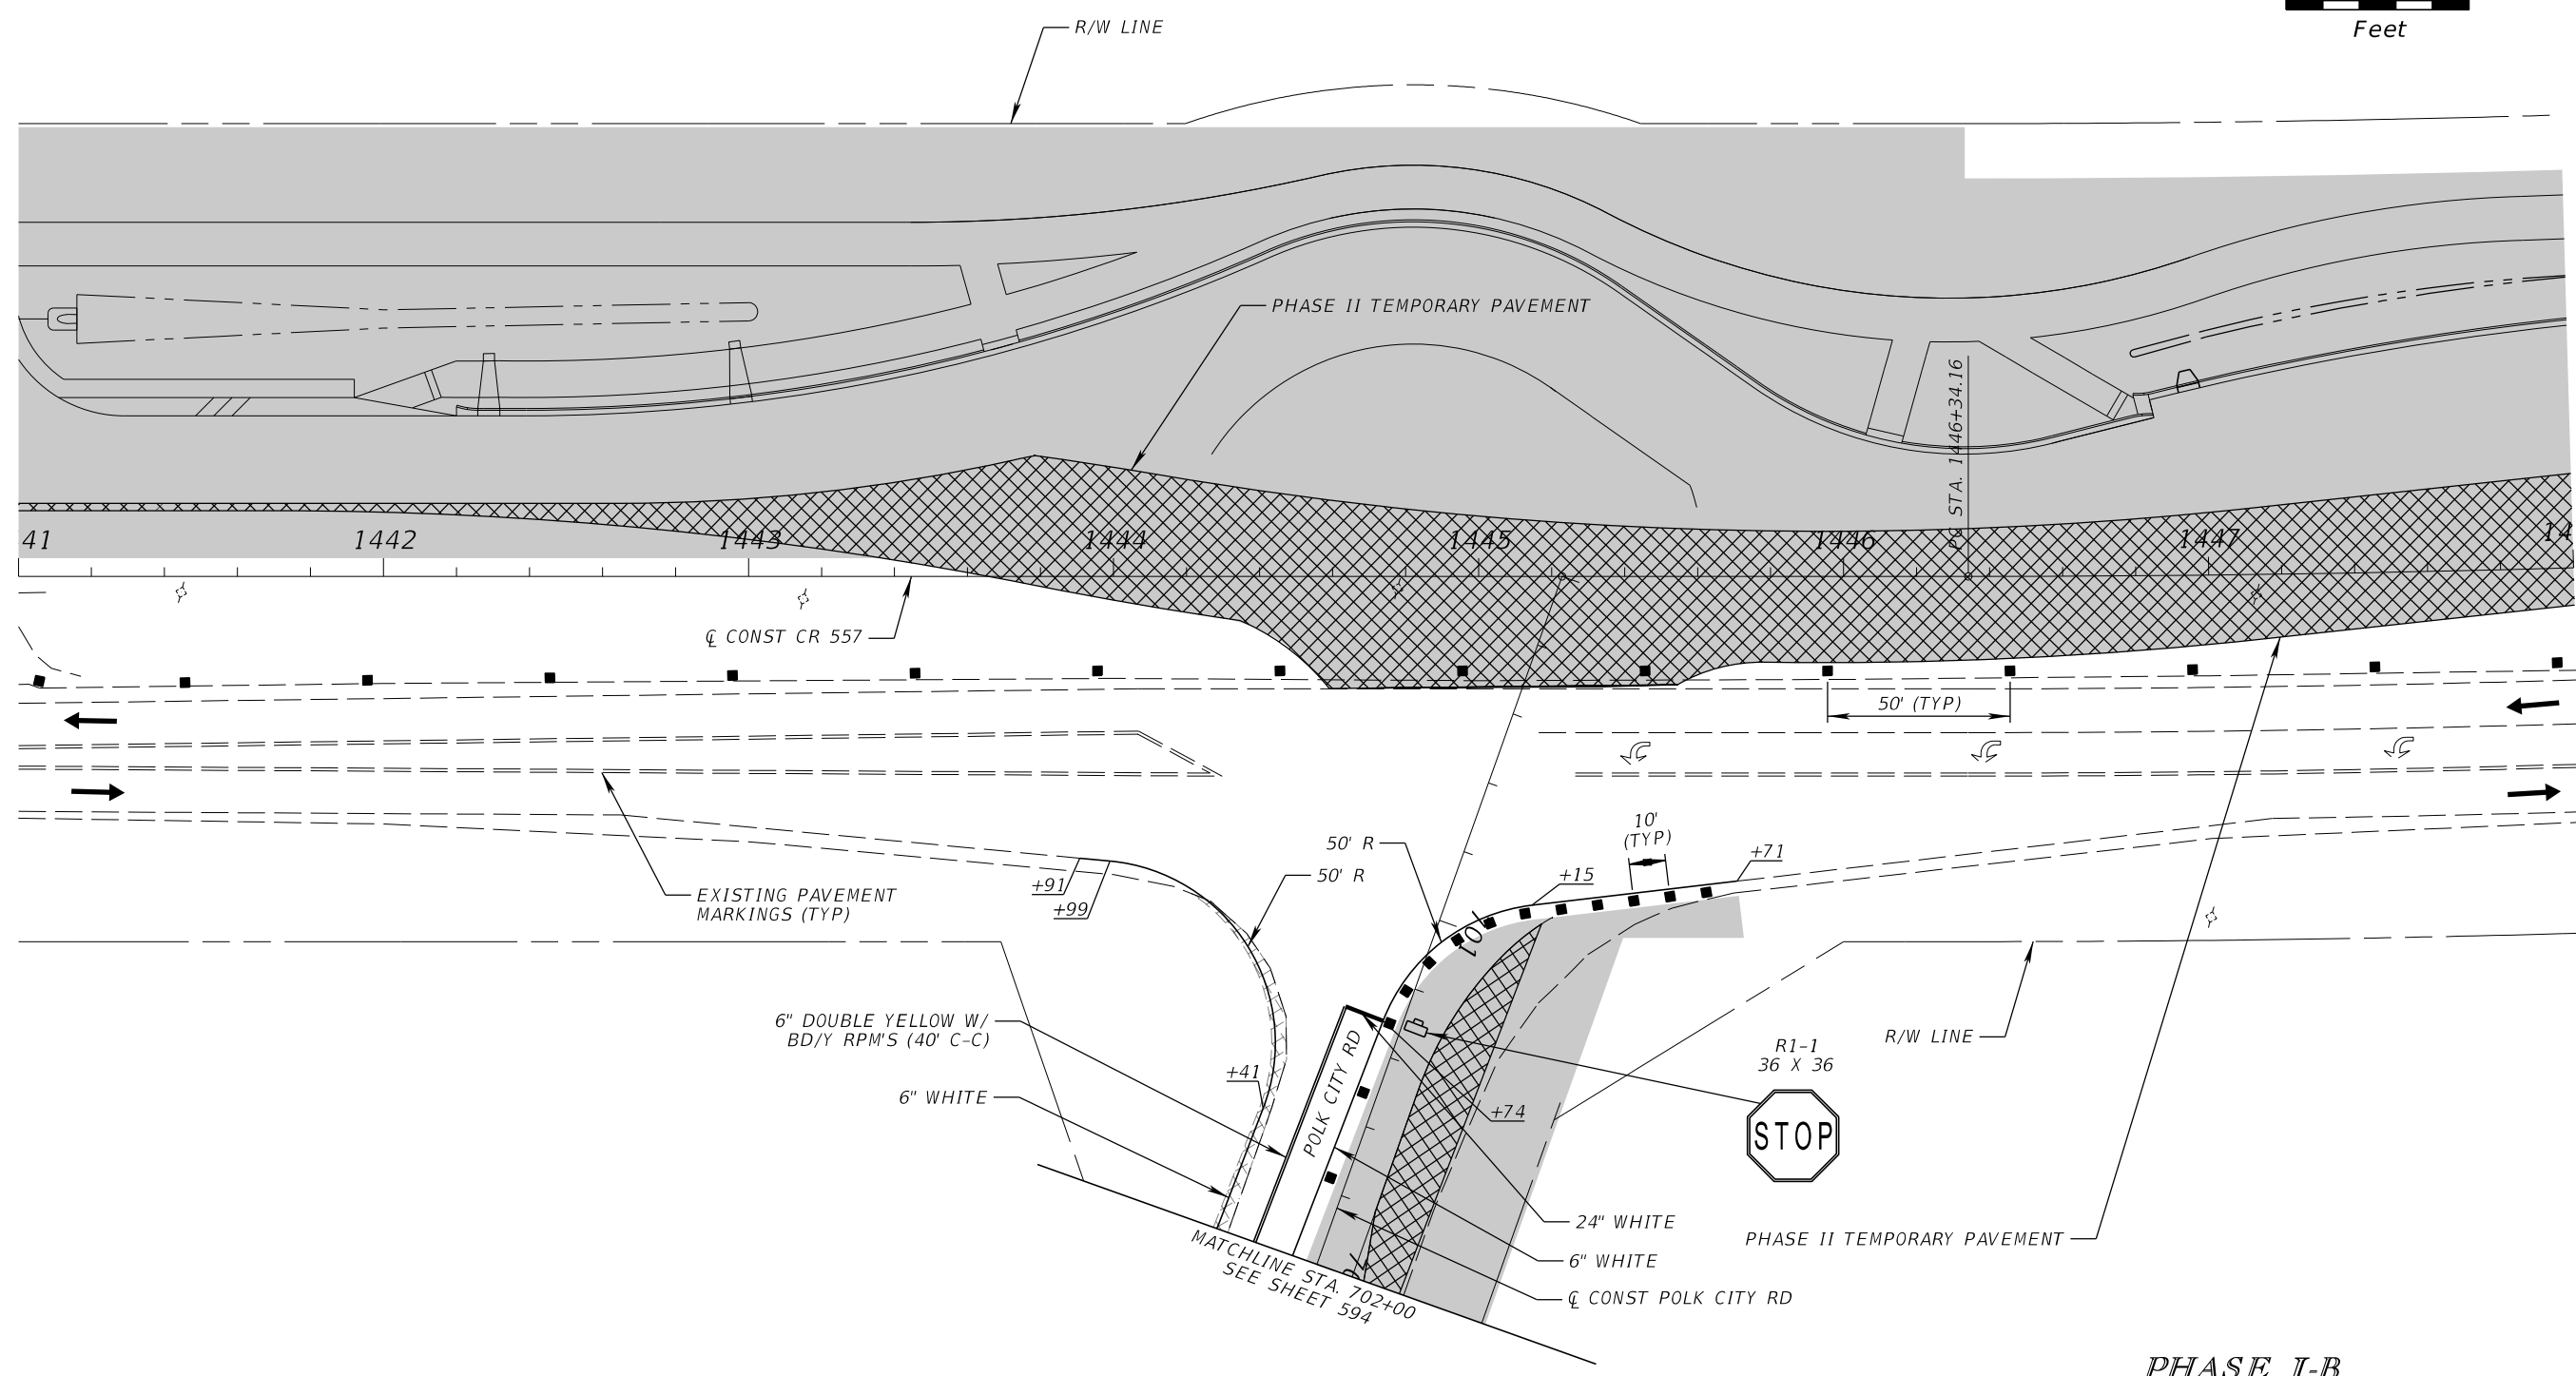 Feet
R/W LINE
PHASE II TEMPORARY PAVEMENT
PC STA. 1446+34.16
41
1442
1443
1444
1445
1446
1447
14
℄ CONST CR 557
50' (TYP)
10'
(TYP)
50' R
50' R
+71
+15
+91
+99
EXISTING PAVEMENT
MARKINGS (TYP)
701
6" DOUBLE YELLOW W/
BD/Y RPM'S (40' C-C)
R/W LINE
R1-1
36 X 36
STOP
POLK CITY RD
+41
6" WHITE
+74
24" WHITE
PHASE II TEMPORARY PAVEMENT
6" WHITE
℄ CONST POLK CITY RD
MATCHLINE STA. 702+00
SEE SHEET 594
PHASE I-B